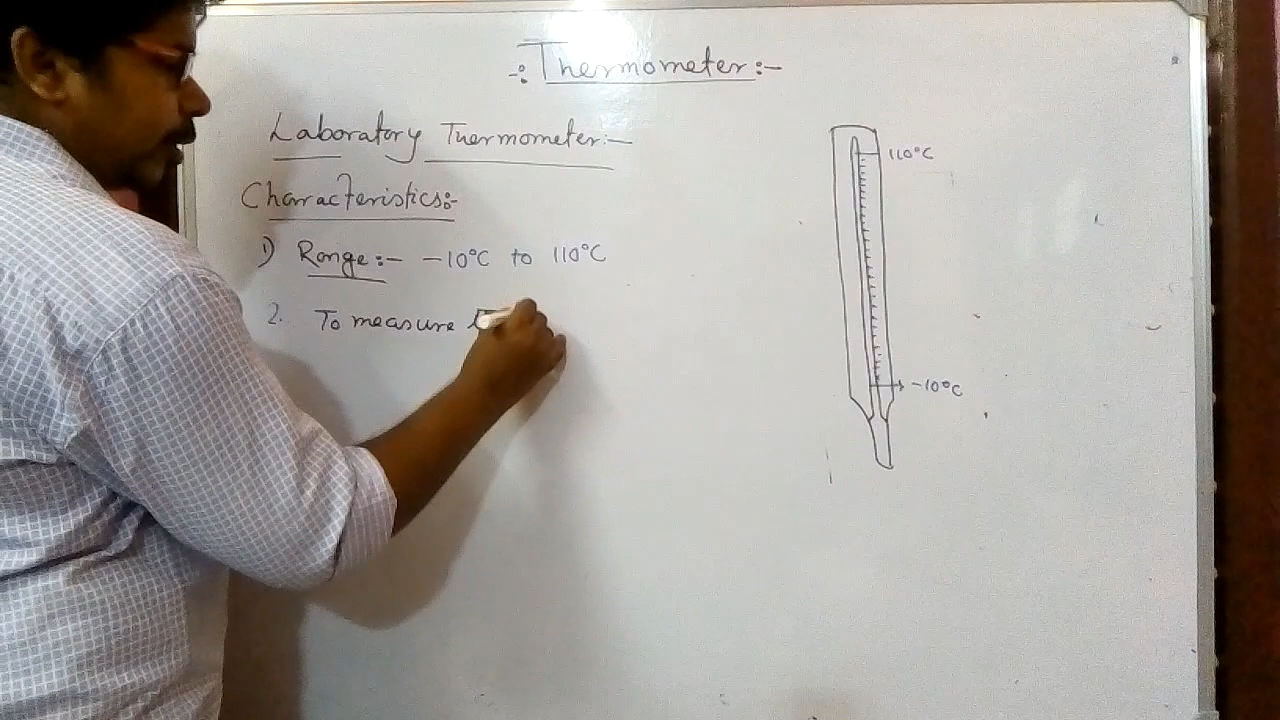 -: Thermometer :-
Laboratory Thermometer :-
Characteristics :-
1) Range :- -10°C to 110°C
2. To measure
110°C
-10°C